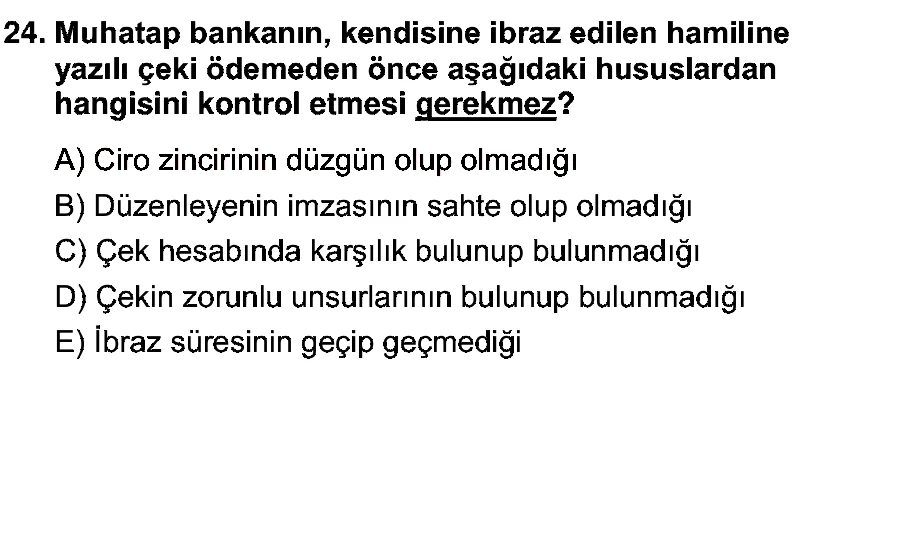 24. Muhatap bankanın, kendisine ibraz edilen hamiline
yazılı çeki ödemeden önce aşağıdaki hususlardan
hangisini kontrol etmesi gerekmez?
A) Ciro zincirinin düzgün olup olmadığı
B) Düzenleyenin imzasının sahte olup olmadığı
C) Çek hesabında karşılık bulunup bulunmadığı
D) Çekin zorunlu unsurlarının bulunup bulunmadığı
E) İbraz süresinin geçip geçmediği